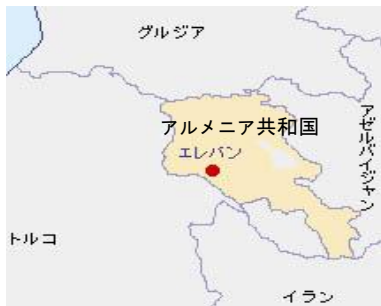 グルジア
アルメニア共和国
エレバン
アゼルバイジャン
トルコ
イラン